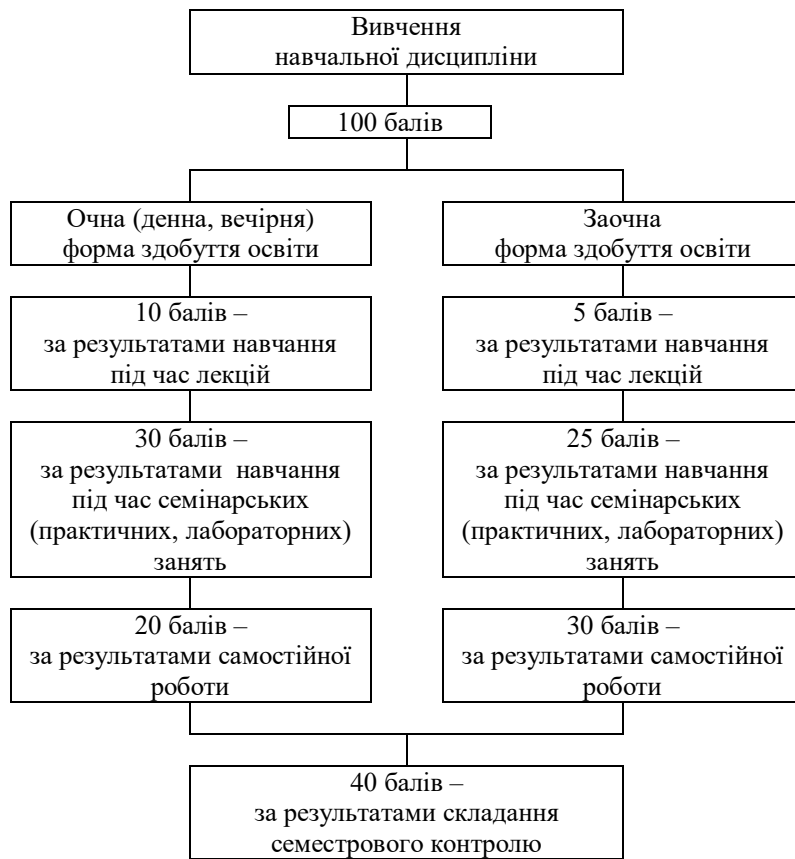 Вивчення
навчальної дисципліни
100 балів
Очна (денна, вечірня)
форма здобуття освіти
Заочна
форма здобуття освіти
10 балів –
за результатами навчання
під час лекцій
5 балів –
за результатами навчання
під час лекцій
30 балів –
за результатами навчання
під час семінарських
(практичних, лабораторних)
занять
25 балів –
за результатами навчання
під час семінарських
(практичних, лабораторних)
занять
20 балів –
за результатами самостійної
роботи
30 балів –
за результатами самостійної
роботи
40 балів –
за результатами складання
семестрового контролю